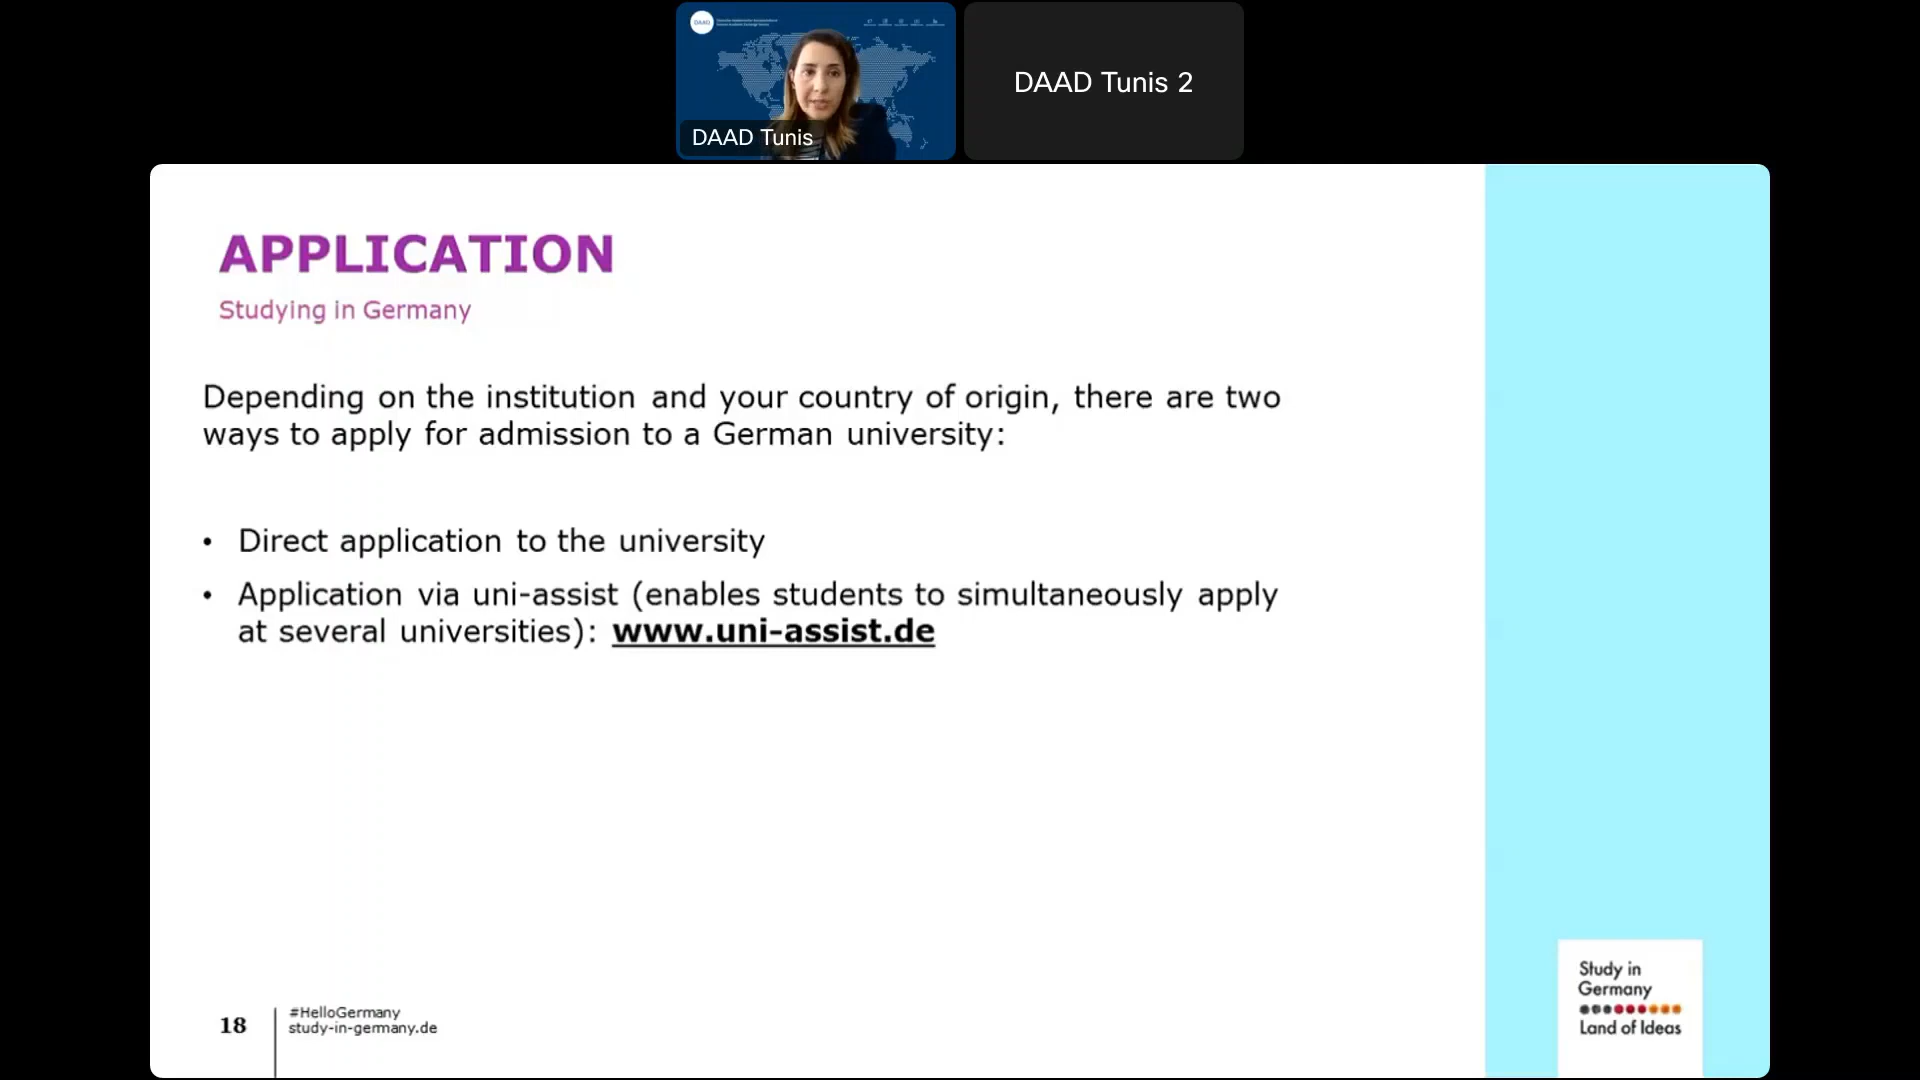 DAAD
DAAD Tunis
DAAD Tunis 2
APPLICATION
Studying in Germany
Depending on the institution and your country of origin, there are two
ways to apply for admission to a German university:
• Direct application to the university
• Application via uni-assist (enables students to simultaneously apply
at several universities): www.uni-assist.de
18
#HelloGermany
study-in-germany.de
Study in
Germany
Land of Ideas